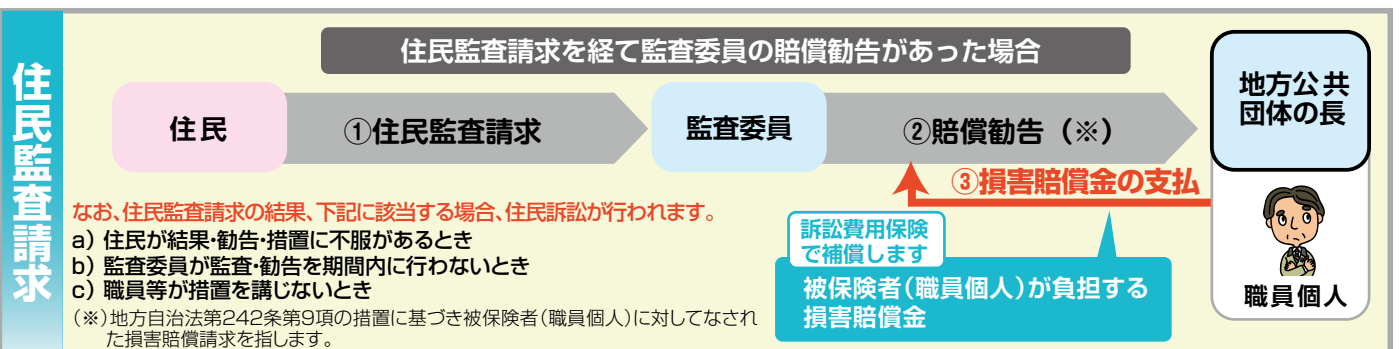 住民監査請求
住民監査請求を経て監査委員の賠償勧告があった場合
住民
①住民監査請求
監査委員
②賠償勧告（※）
地方公共
団体の長
③損害賠償金の支払
なお、住民監査請求の結果、下記に該当する場合、住民訴訟が行われます。
a）住民が結果・勧告・措置に不服があるとき
b）監査委員が監査・勧告を期間内に行わないとき
c）職員等が措置を講じないとき
（※）地方自治法第242条第9項の措置に基づき被保険者（職員個人）に対してなされ
た損害賠償請求を指します。
訴訟費用保険
で補償します
被保険者（職員個人）が負担する
損害賠償金
職員個人